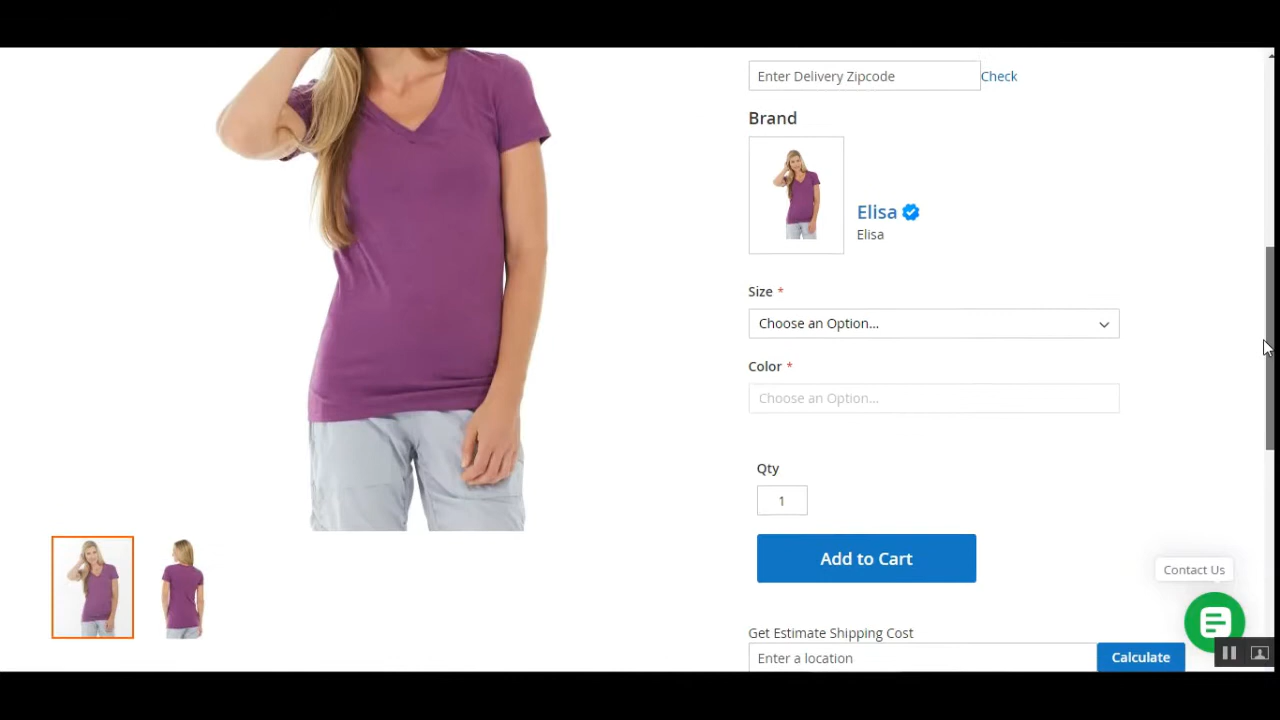 Enter Delivery Zipcode Check
Brand
Elisa
Elisa
Size *
Choose an Option...
Color *
Choose an Option...
Qty
1
Add to Cart
Contact Us
Get Estimate Shipping Cost
Enter a location Calculate